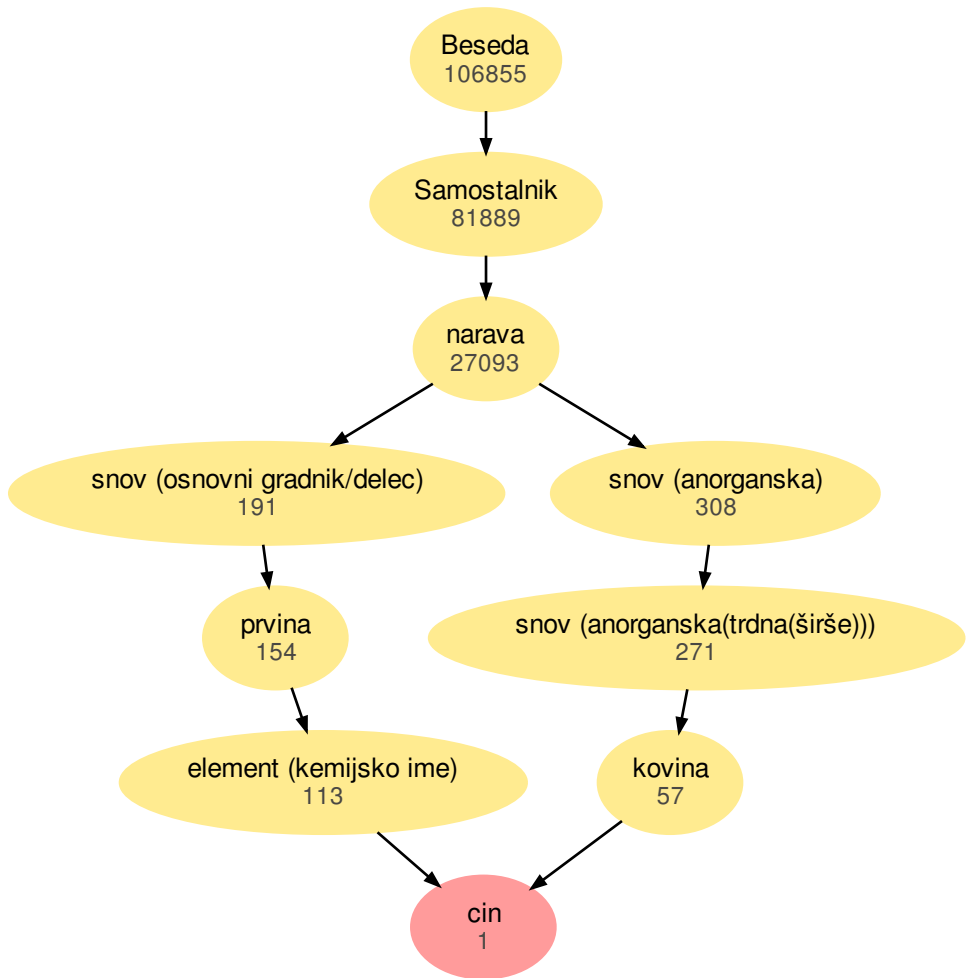 Beseda
106855
Samostalnik
81889
narava
27093
snov (osnovni gradnik/delec)
191
snov (anorganska)
308
prvina
154
snov (anorganska(trdna(širše)))
271
element (kemijsko ime)
113
kovina
57
cin
1